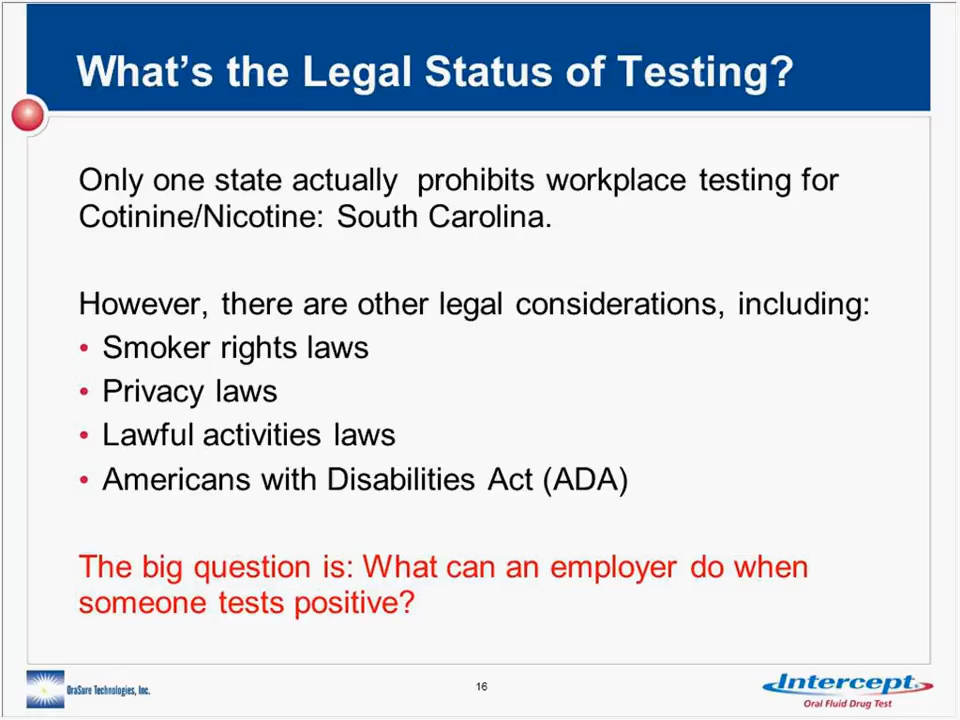 What's the Legal Status of Testing?
Only one state actually prohibits workplace testing for
Cotinine/Nicotine: South Carolina.
However, there are other legal considerations, including:
• Smoker rights laws
• Privacy laws
• Lawful activities laws
• Americans with Disabilities Act (ADA)
The big question is: What can an employer do when
someone tests positive?
OraSure Technologies, Inc.
16
Intercept
Oral Fluid Drug Test